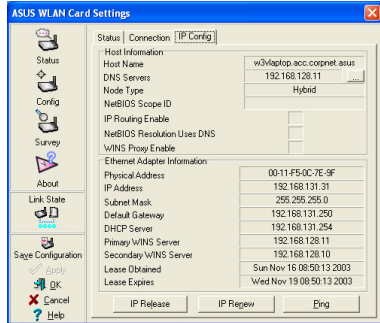 ASUS WLAN Card Settings
Status
Config
Survey
About
Link State
Save Configuration
Apply
OK
Cancel
Help
Status Connection IP Config
Host Information
Host Name w3vlaptop.acc.corpnet.asus
DNS Servers 192.168.128.11 ...
Node Type Hybrid
NetBIOS Scope ID
IP Routing Enable
NetBIOS Resolution Uses DNS
WINS Proxy Enable
Ethernet Adapter Information
Physical Address 00-11-F5-0C-7E-9F
IP Address 192.168.131.31
Subnet Mask 255.255.255.0
Default Gateway 192.168.131.250
DHCP Server 192.168.131.254
Primary WINS Server 192.168.128.11
Secondary WINS Server 192.168.128.10
Lease Obtained Sun Nov 16 08:50:13 2003
Lease Expires Wed Nov 19 08:50:13 2003
IP Release IP Renew Ping